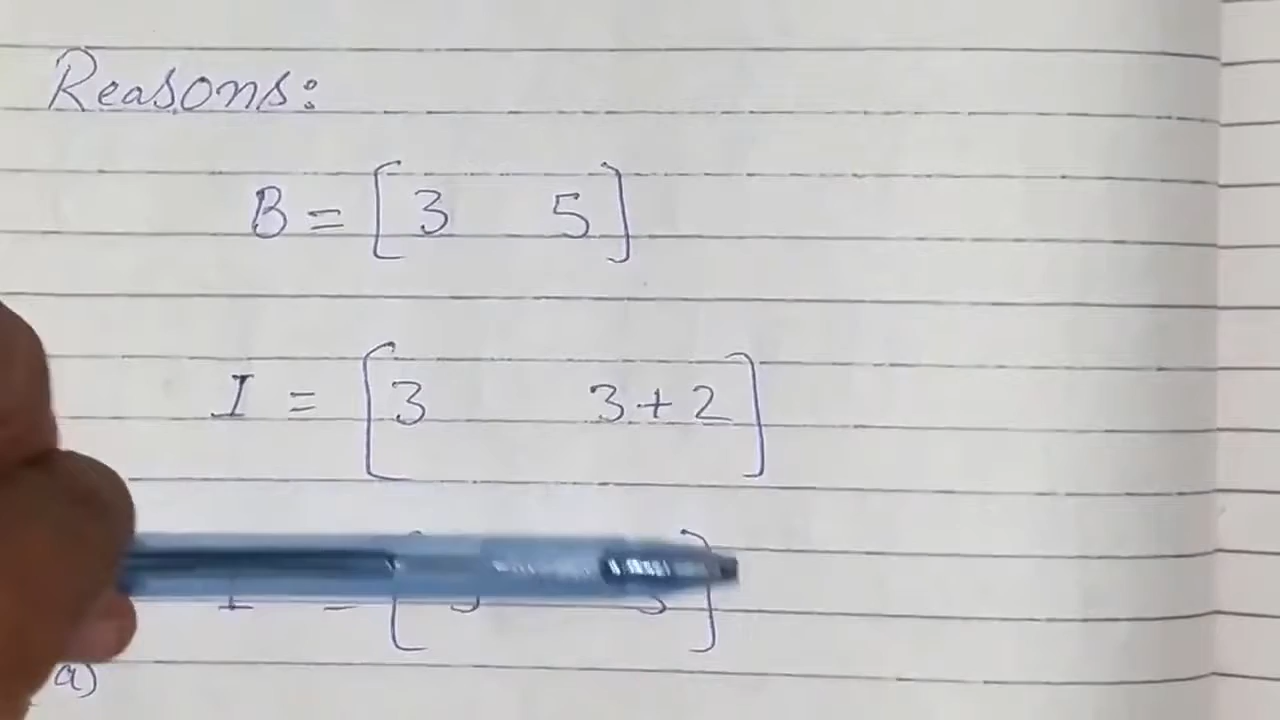 Reasons:
B = [ 3 5 ]
I = [ 3 3+2 ]
a)